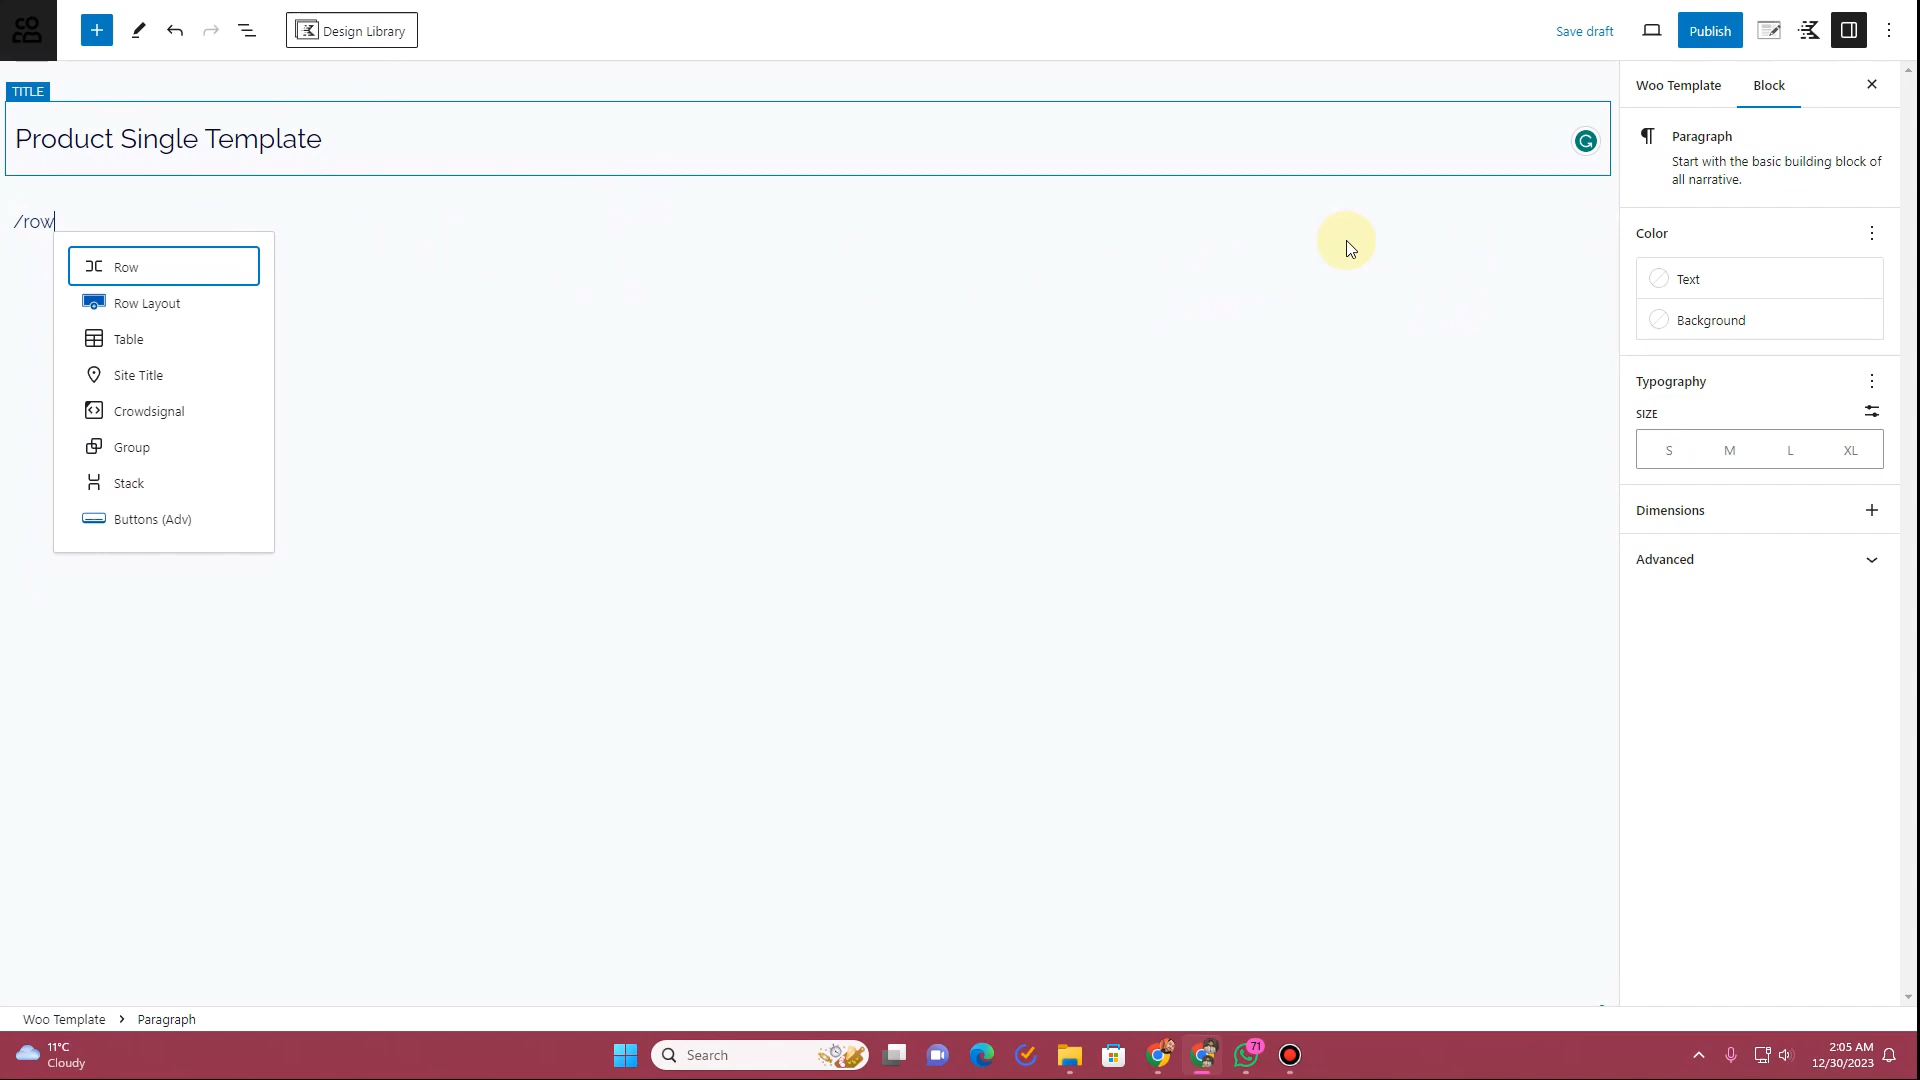 Design Library
Save draft
Publish
TITLE
Product Single Template
/row
Row
Row Layout
Table
Site Title
Crowdsignal
Group
Stack
Buttons (Adv)
Woo Template
Block
Paragraph
Start with the basic building block of
all narrative.
Color
Text
Background
Typography
SIZE
S M L XL
Dimensions
Advanced
Woo Template > Paragraph
11°C
Cloudy
Search
71
2:05 AM
12/30/2023